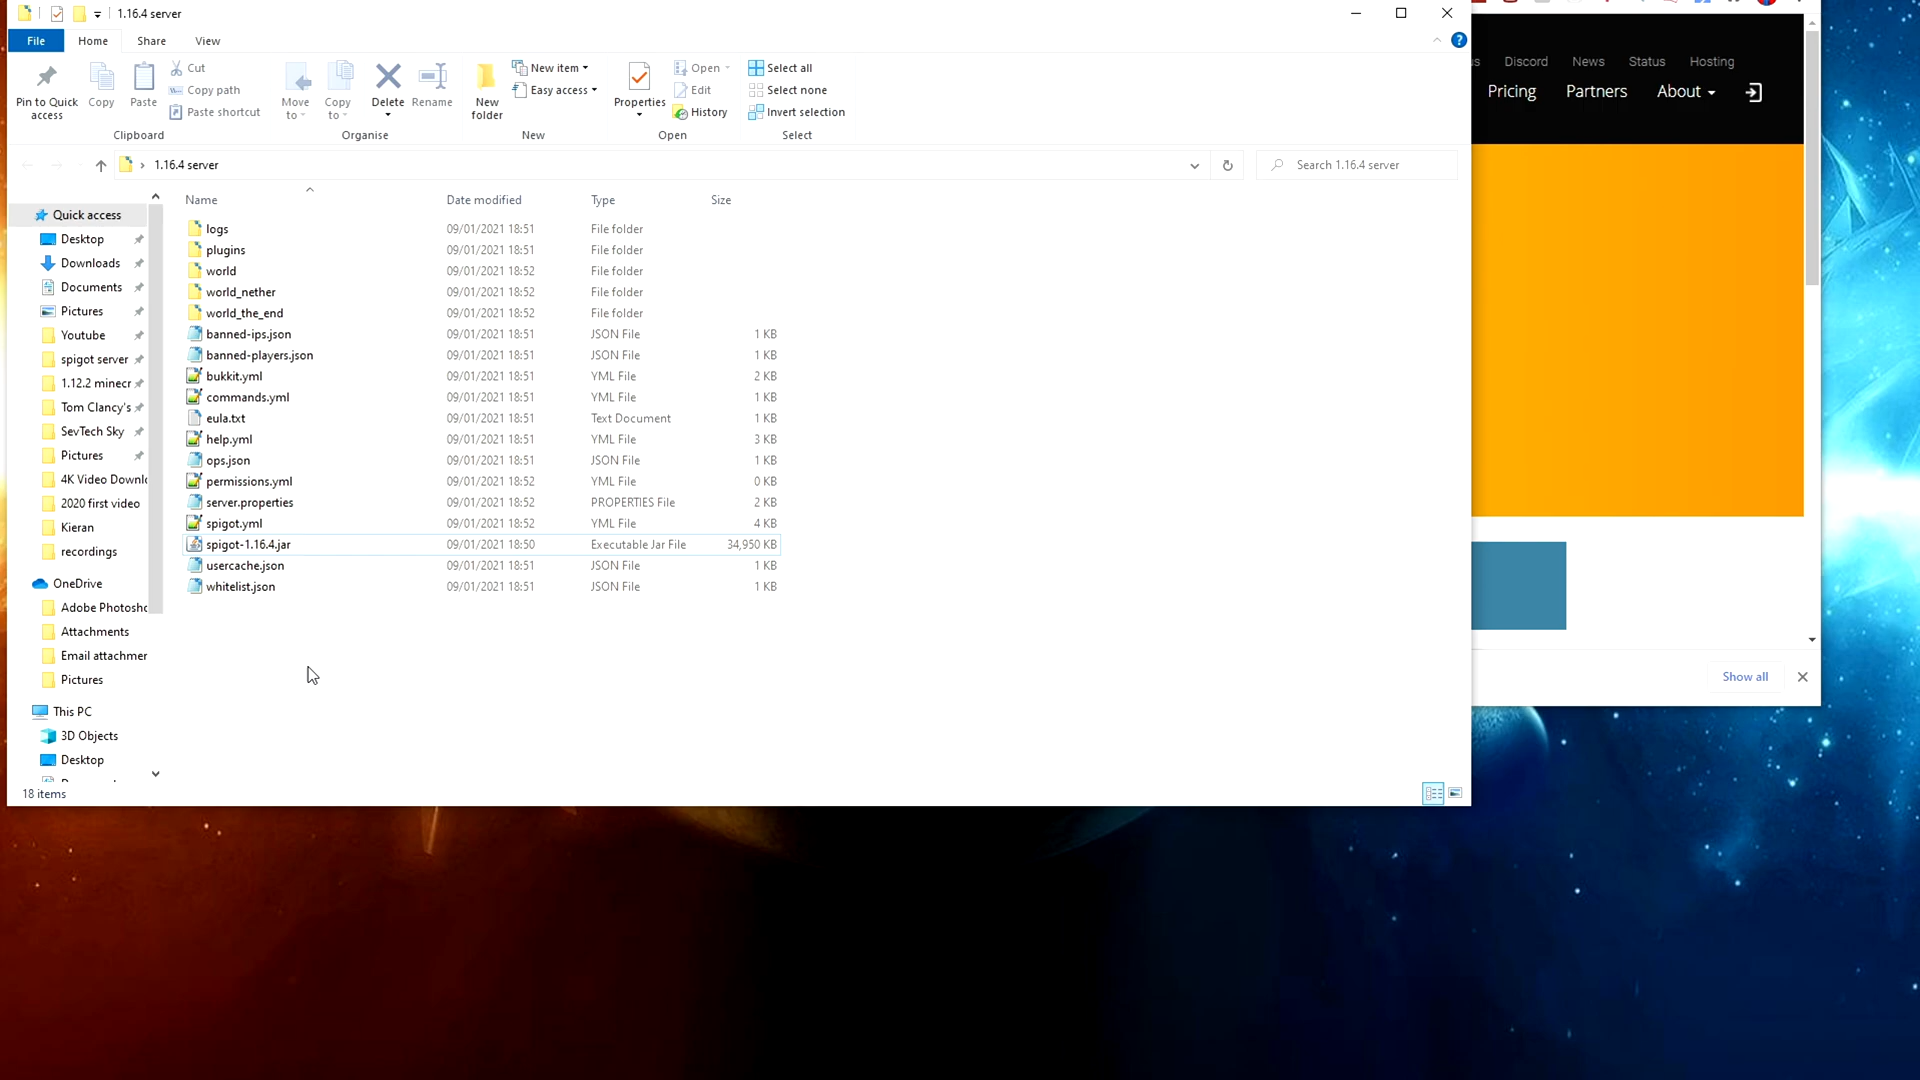 1.16.4 server
File Home Share View
Pin to Quick access
Copy
Paste
Cut
Copy path
Paste shortcut
Clipboard
Move to
Copy to
Delete
Rename
Organise
New folder
New item
Easy access
New
Properties
Open
Edit
History
Open
Select all
Select none
Invert selection
Select
1.16.4 server
Search 1.16.4 server
Quick access
Desktop
Downloads
Documents
Pictures
Youtube
spigot server
1.12.2 minecr
Tom Clancy's
SevTech Sky
Pictures
4K Video Downl
2020 first video
Kieran
recordings
OneDrive
Adobe Photosho
Attachments
Email attachmer
Pictures
This PC
3D Objects
Desktop
Name Date modified Type Size
logs 09/01/2021 18:51 File folder
plugins 09/01/2021 18:51 File folder
world 09/01/2021 18:52 File folder
world_nether 09/01/2021 18:52 File folder
world_the_end 09/01/2021 18:52 File folder
banned-ips.json 09/01/2021 18:51 JSON File 1 KB
banned-players.json 09/01/2021 18:51 JSON File 1 KB
bukkit.yml 09/01/2021 18:51 YML File 2 KB
commands.yml 09/01/2021 18:51 YML File 1 KB
eula.txt 09/01/2021 18:51 Text Document 1 KB
help.yml 09/01/2021 18:51 YML File 3 KB
ops.json 09/01/2021 18:51 JSON File 1 KB
permissions.yml 09/01/2021 18:52 YML File 0 KB
server.properties 09/01/2021 18:52 PROPERTIES File 2 KB
spigot.yml 09/01/2021 18:52 YML File 4 KB
spigot-1.16.4.jar 09/01/2021 18:50 Executable Jar File 34,950 KB
usercache.json 09/01/2021 18:51 JSON File 1 KB
whitelist.json 09/01/2021 18:51 JSON File 1 KB
18 items
Discord News Status Hosting
Pricing Partners About
Show all